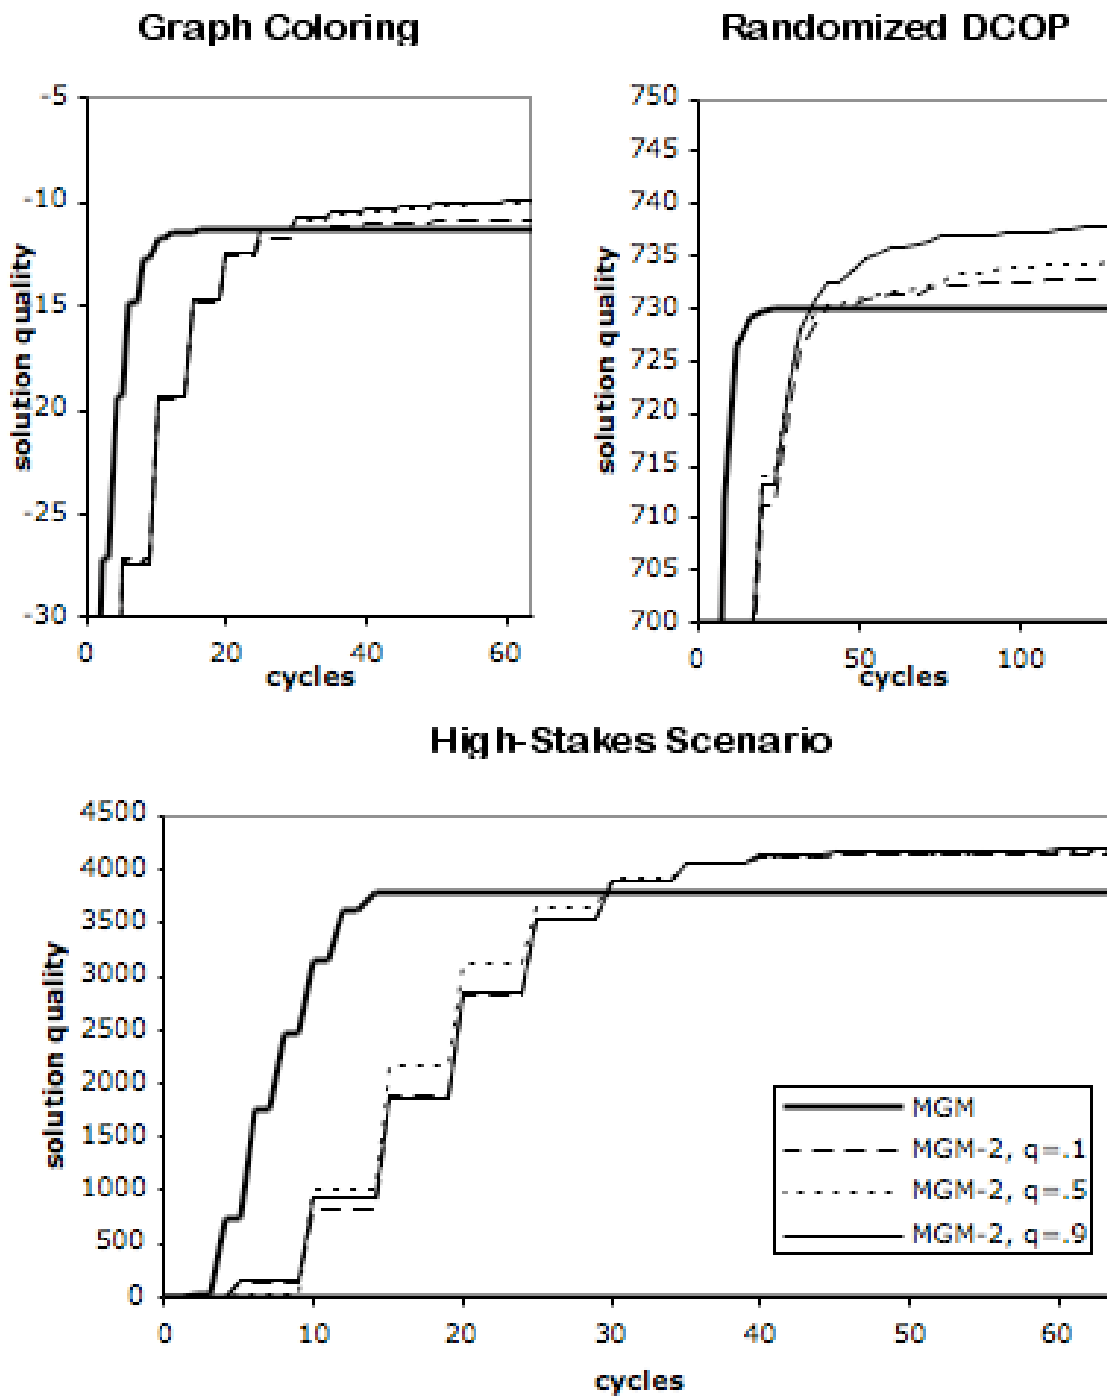 Graph Coloring
-5
-10
-15
-20
-25
-30
solution quality
0 20 40 60
cycles
Randomized DCOP
750
745
740
735
730
725
720
715
710
705
700
solution quality
0 50 100
cycles
High-Stakes Scenario
4500
4000
3500
3000
2500
2000
1500
1000
500
0
solution quality
0 10 20 30 40 50 60
cycles
MGM
MGM-2, q=.1
MGM-2, q=.5
MGM-2, q=.9